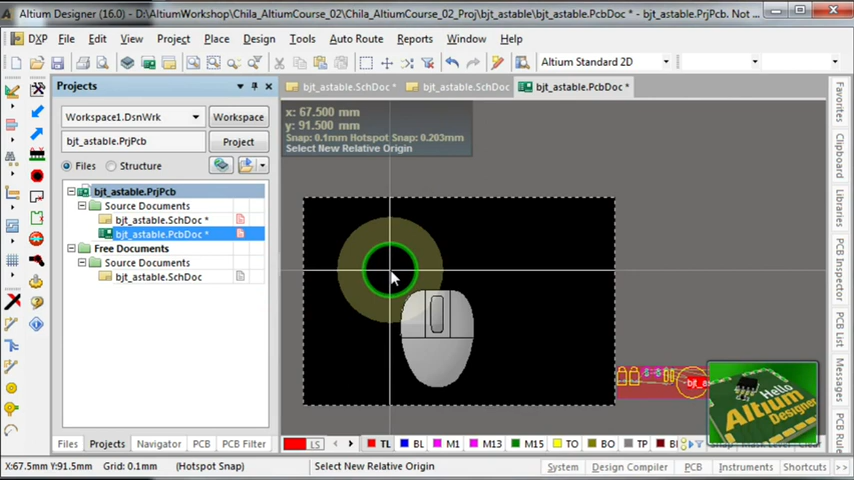 Altium Designer (16.0) - C:\AltiumWorkshop\Chila_AltiumCourse_02\Chila_AltiumCourse_02_Proj\bjt_astable\bjt_astable.PcbDoc * - bjt_astable.PrjPcb. Not ...
DXP File Edit View Project Place Design Tools Auto Route Reports Window Help
Altium Standard 2D
Projects
bjt_astable.SchDoc * bjt_astable.SchDoc bjt_astable.PcbDoc *
Workspace1.DsnWrk Workspace
bjt_astable.PrjPcb Project
Files Structure
bjt_astable.PrjPcb
Source Documents
bjt_astable.SchDoc *
bjt_astable.PcbDoc *
Free Documents
Source Documents
bjt_astable.SchDoc
x: 67.500 mm
y: 91.500 mm
Snap: 0.1mm Hotspot Snap: 0.203mm
Select New Relative Origin
bjt_as
Hello
Altium
Designer
Favorites
Clipboard
Libraries
PCB Inspector
PCB List
Messages
PCB Rule
Files Projects Navigator PCB PCB Filter
LS TL BL M1 M13 M15 TO BO TP
X:67.5mm Y:91.5mm Grid: 0.1mm (Hotspot Snap) Select New Relative Origin System Design Compiler PCB Instruments Shortcuts >>